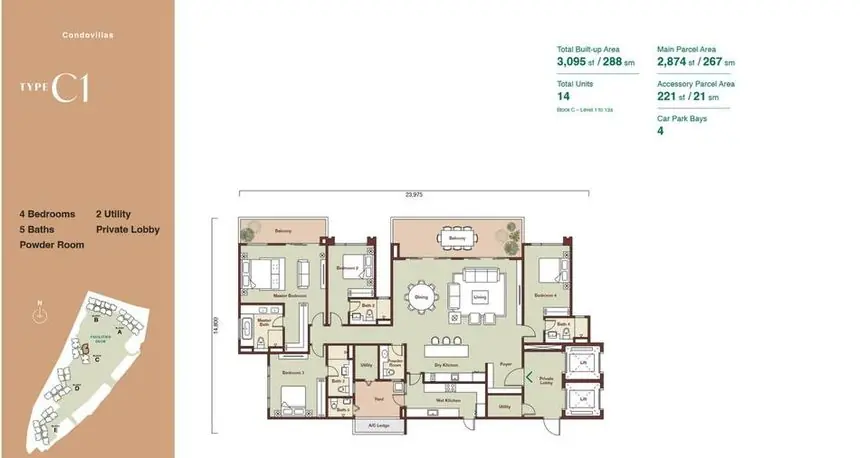 Condovillas
TYPE C1
4 Bedrooms
5 Baths
Powder Room
2 Utility
Private Lobby
N
B
A
FACILITIES
DECK
C
D
E
Total Built-up Area
3,095 sf / 288 sm
Total Units
14
Block C – Level 1 to 13a
Main Parcel Area
2,874 sf / 267 sm
Accessory Parcel Area
221 sf / 21 sm
Car Park Bays
4
23,975
14,800
Balcony
Balcony
Master Bedroom
Bedroom 2
Bath 2
Dining
Living
Bedroom 4
Bath 4
Master
Bath
Bedroom 3
Bath 3
Utility
Powder
Room
Dry Kitchen
Foyer
Private
Lobby
Lift
Lift
Bath 5
Yard
Wet Kitchen
Utility
A/C Ledge